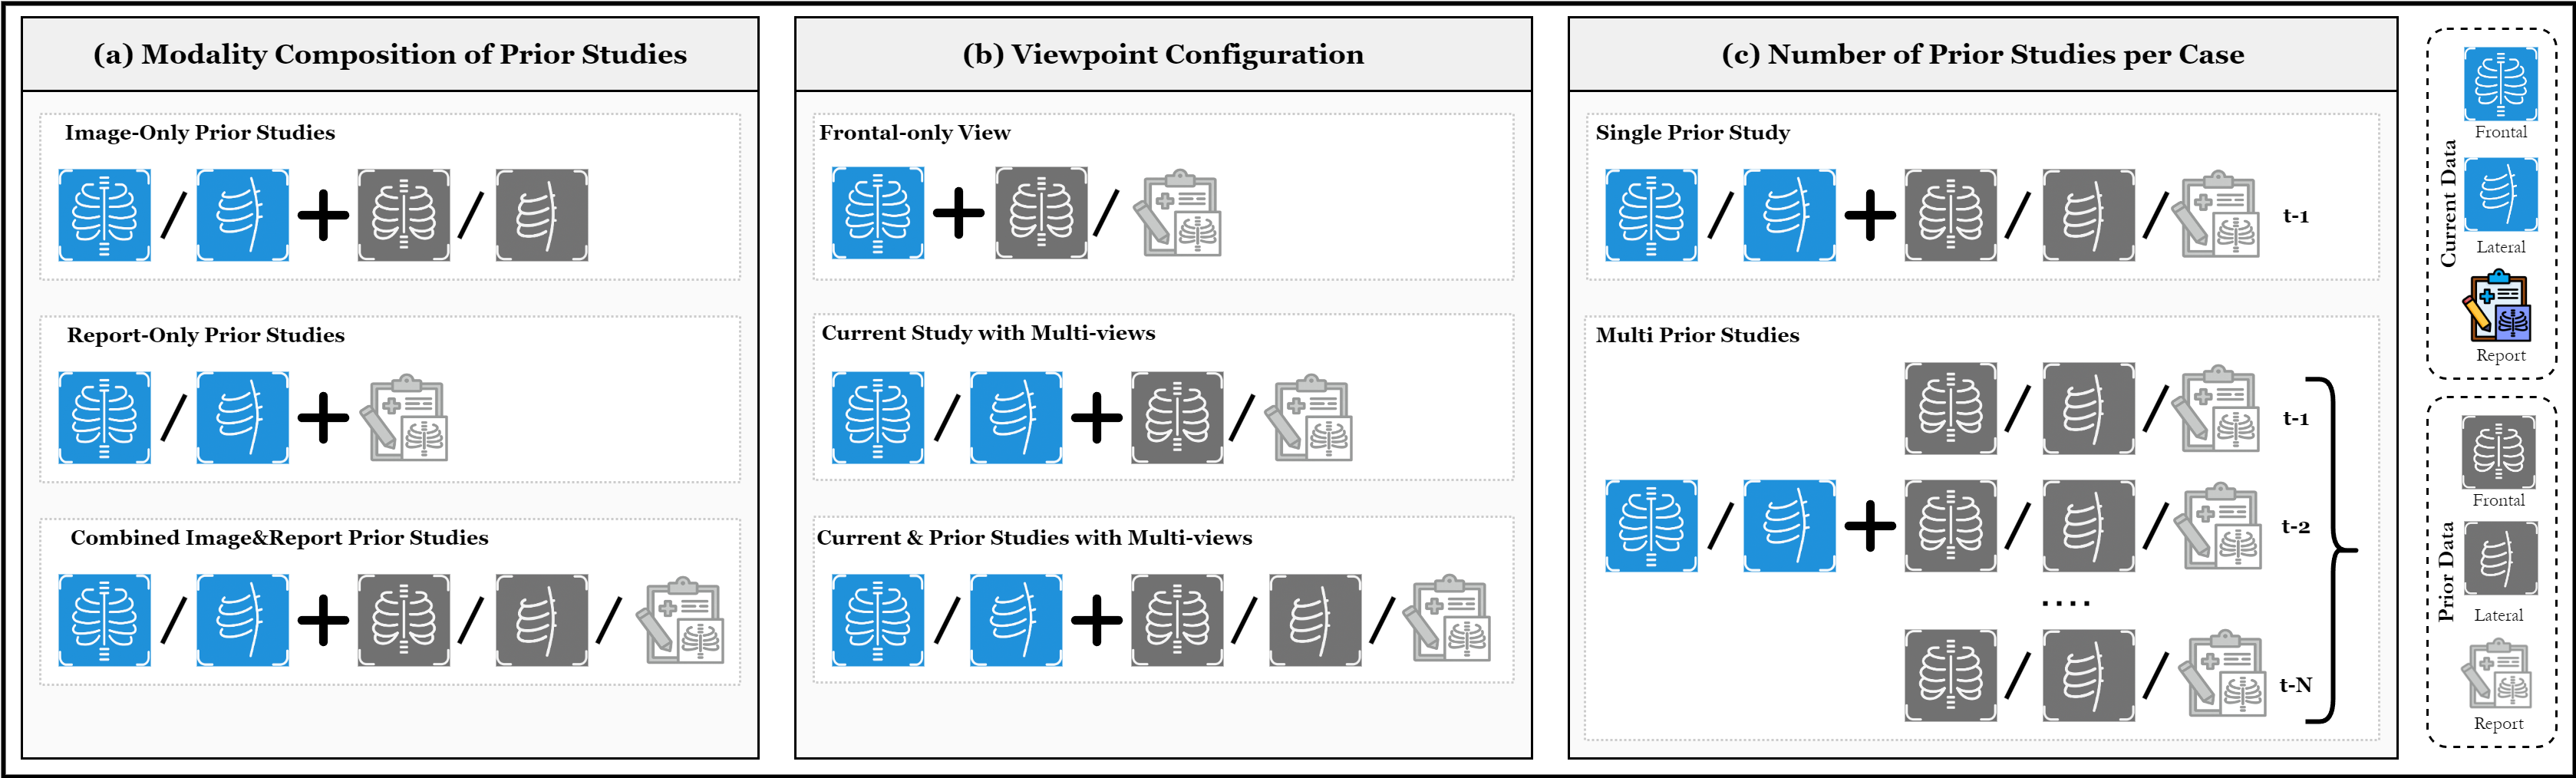 (a) Modality Composition of Prior Studies
Image-Only Prior Studies
Report-Only Prior Studies
Combined Image&Report Prior Studies
(b) Viewpoint Configuration
Frontal-only View
Current Study with Multi-views
Current & Prior Studies with Multi-views
(c) Number of Prior Studies per Case
Single Prior Study
t-1
Multi Prior Studies
t-1
t-2
....
t-N
Current Data
Frontal
Lateral
Report
Prior Data
Frontal
Lateral
Report